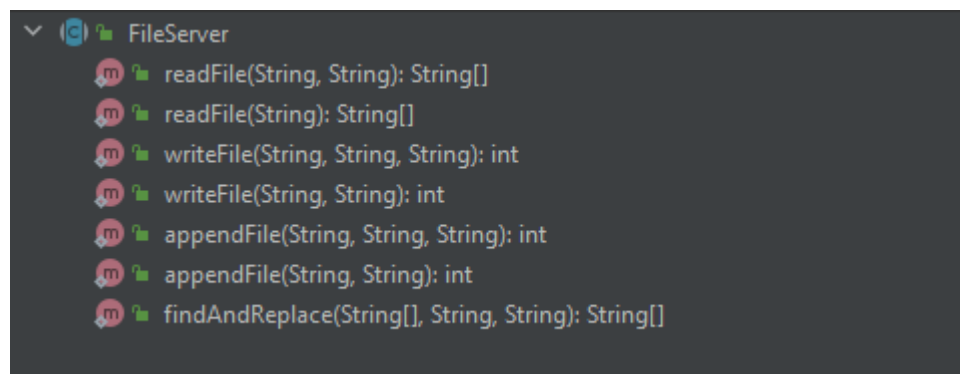 C FileServer
m readFile(String, String): String[]
m readFile(String): String[]
m writeFile(String, String, String): int
m writeFile(String, String): int
m appendFile(String, String, String): int
m appendFile(String, String): int
m findAndReplace(String[], String, String): String[]